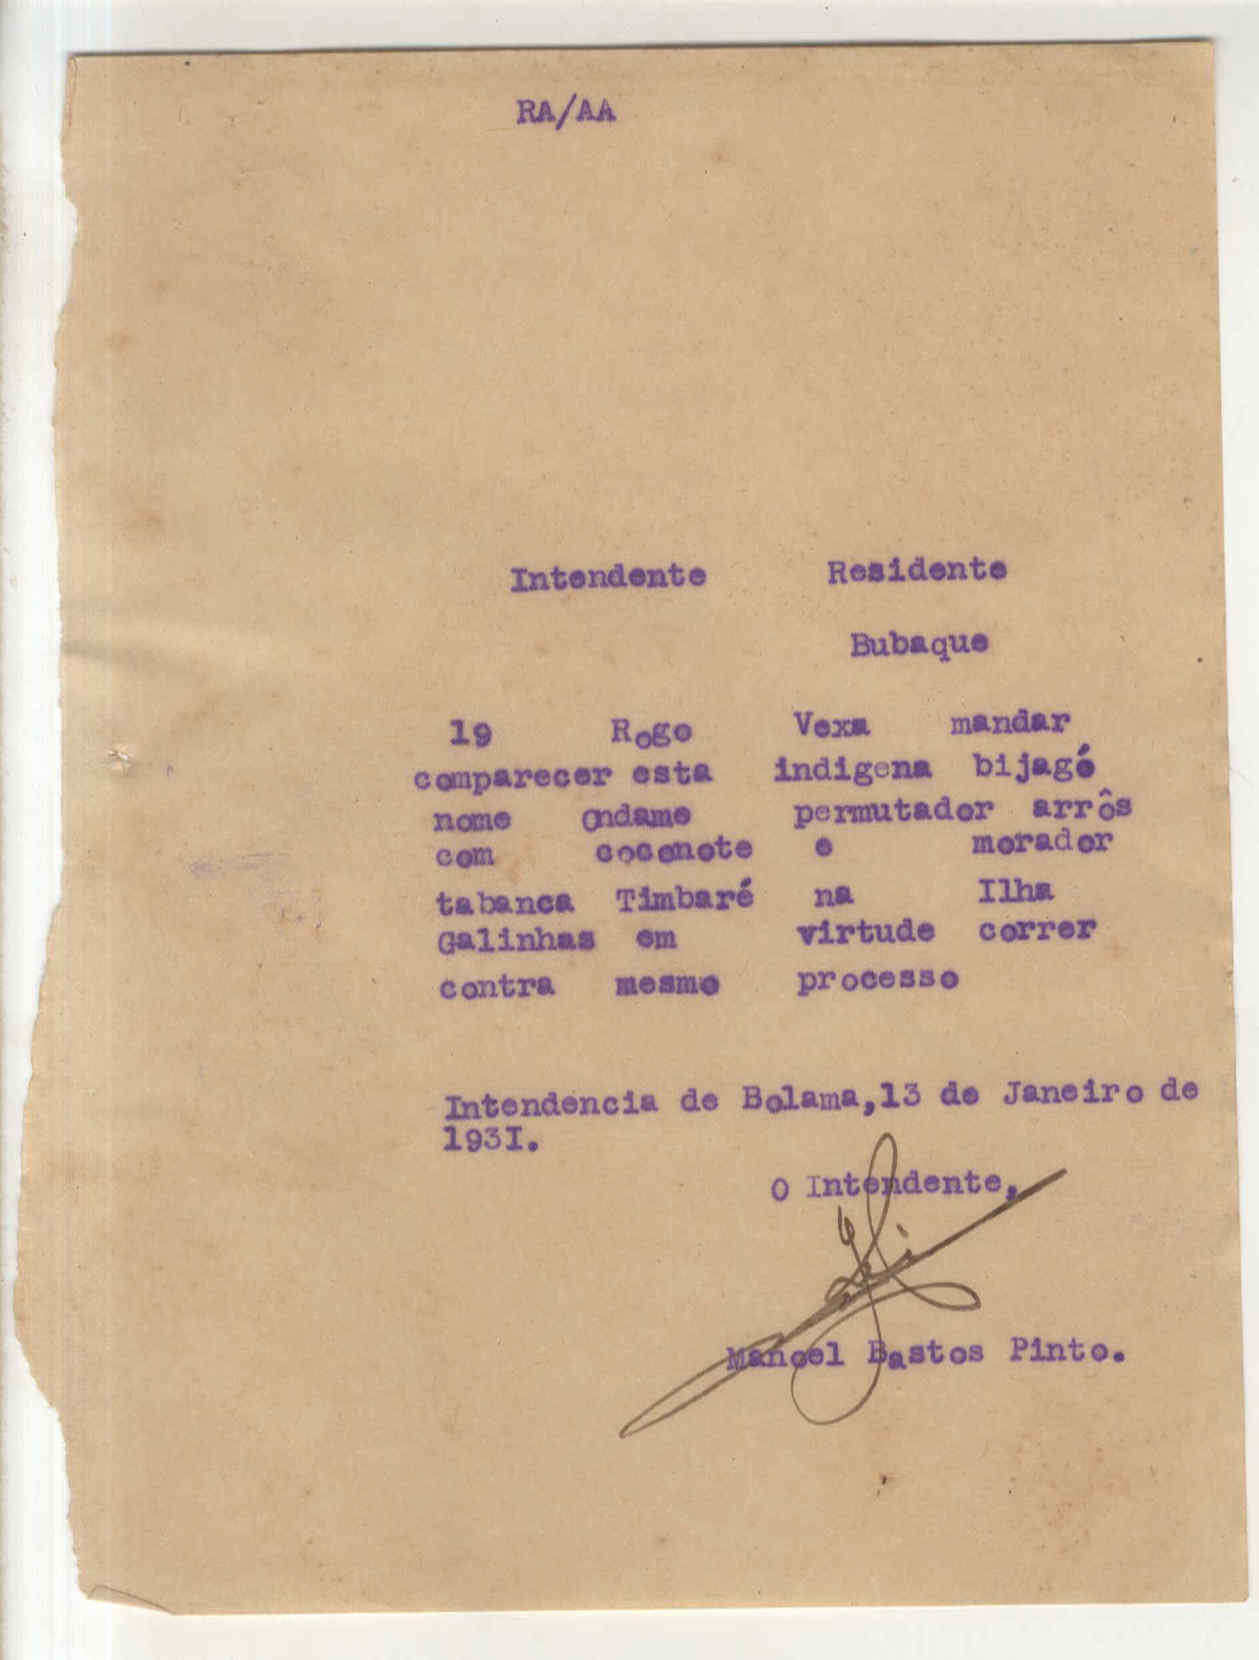 RA/AA
Intendente Residente
Bubaque
19 Rogo Vexa mandar
comparecer esta indigena bijagó
nome Ondame permutador arrôs
com coconote e morador
tabanca Timbaré na Ilha
Galinhas em virtude correr
contra mesmo processo
Intendencia de Bolama,13 de Janeiro de
193I.
O Intendente,
Manoel Bastos Pinto.